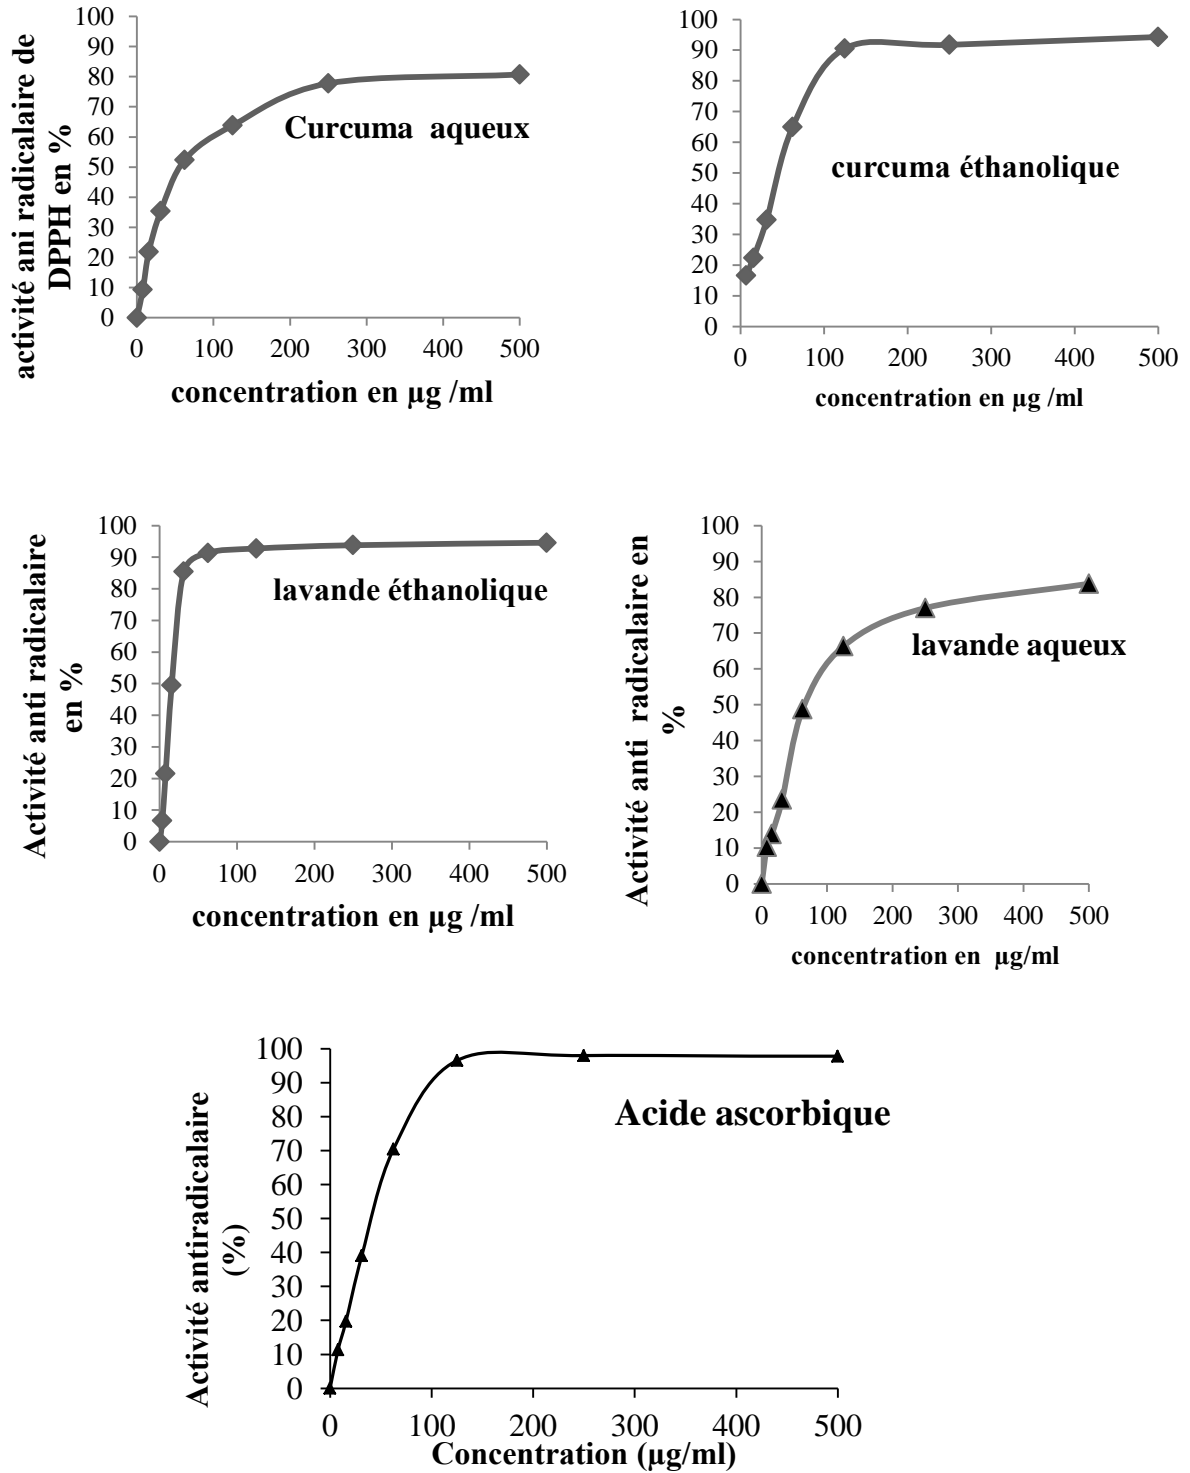 100
90
80
70
60
50
40
30
20
10
0
0 100 200 300 400 500
activité ani radicalaire de
DPPH en %
Curcuma aqueux
concentration en µg /ml
100
90
80
70
60
50
40
30
20
10
0
0 100 200 300 400 500
curcuma éthanolique
concentration en µg /ml
100
90
80
70
60
50
40
30
20
10
0
0 100 200 300 400 500
Activité anti radicalaire
en %
lavande éthanolique
concentration en µg /ml
100
90
80
70
60
50
40
30
20
10
0
0 100 200 300 400 500
Activité anti radicalaire en
%
lavande aqueux
concentration en µg/ml
100
90
80
70
60
50
40
30
20
10
0
0 100 200 300 400 500
Activité antiradicalaire
(%)
Acide ascorbique
Concentration (µg/ml)